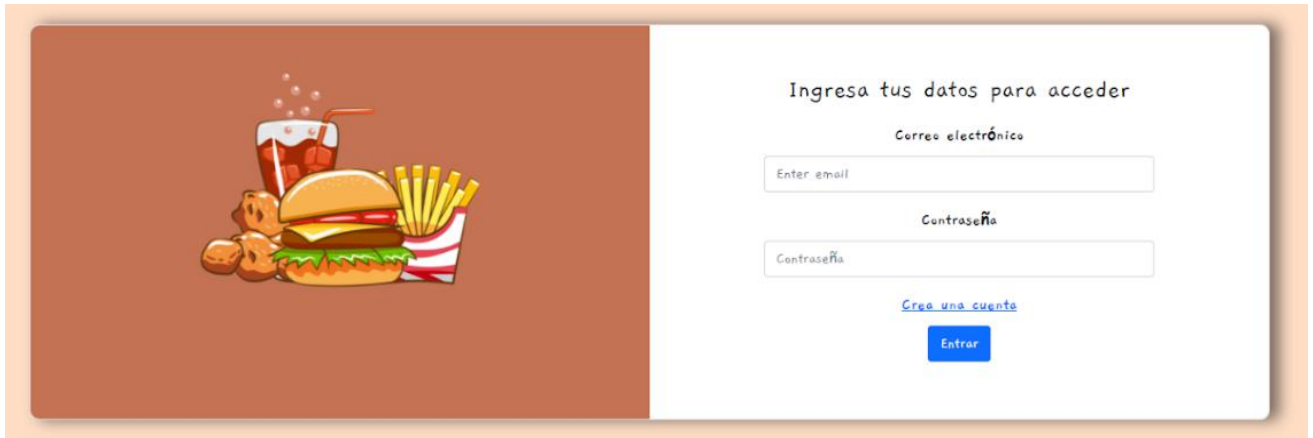 Ingresa tus datos para acceder
Correo electrónico
Enter email
Contraseña
Contraseña
Crea una cuenta
Entrar